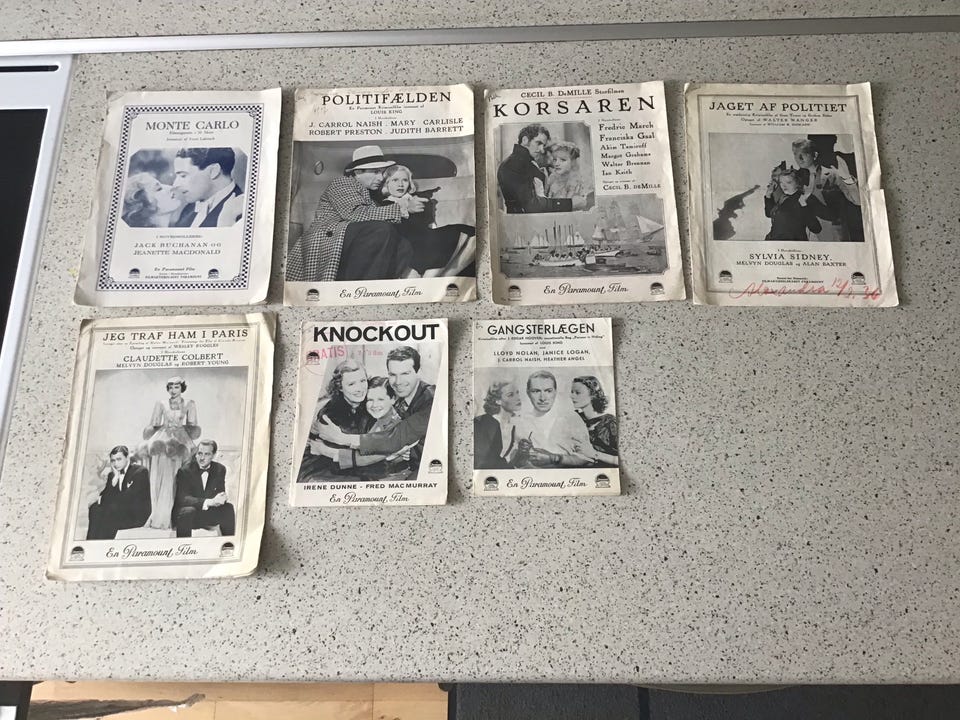 MONTE CARLO
JACK BUCHANAN OG
JEANETTE MACDONALD
En Paramount Film
POLITIFÆLDEN
LOUIS KING
J. CARROL NAISH . MARY CARLISLE
ROBERT PRESTON . JUDITH BARRETT
En Paramount Film
CECIL B. DeMILLE Storfilmen
KORSAREN
Fredric March
Franciska Gaal
Akim Tamiroff
Margot Grahame
Walter Brennan
Ian Keith
CECIL B. DeMILLE
En Paramount Film
JAGET AF POLITIET
SYLVIA SIDNEY,
MELVYN DOUGLAS og ALAN BAXTER
Alexandra
JEG TRAF HAM I PARIS
CLAUDETTE COLBERT
MELVYN DOUGLAS og ROBERT YOUNG
En Paramount Film
KNOCKOUT
IRENE DUNNE - FRED MACMURRAY
En Paramount Film
GANGSTERLÆGEN
LLOYD NOLAN, JANICE LOGAN,
J. CARROL NAISH, HEATHER ANGEL
En Paramount Film